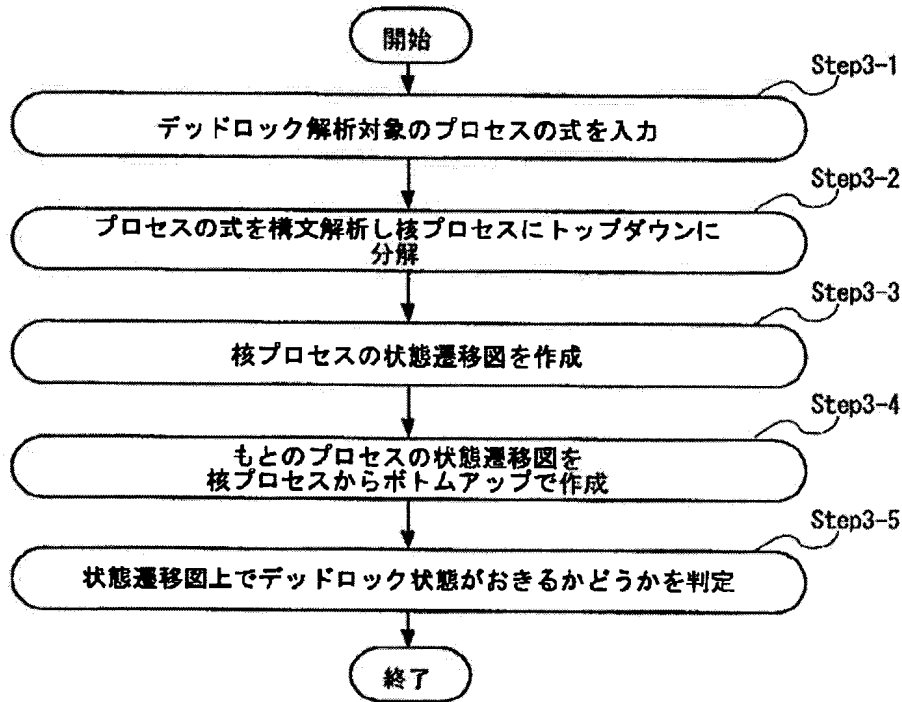 開始
Step3-1
デッドロック解析対象のプロセスの式を入力
Step3-2
プロセスの式を構文解析し核プロセスにトップダウンに
分解
Step3-3
核プロセスの状態遷移図を作成
Step3-4
もとのプロセスの状態遷移図を
核プロセスからボトムアップで作成
Step3-5
状態遷移図上でデッドロック状態がおきるかどうかを判定
終了